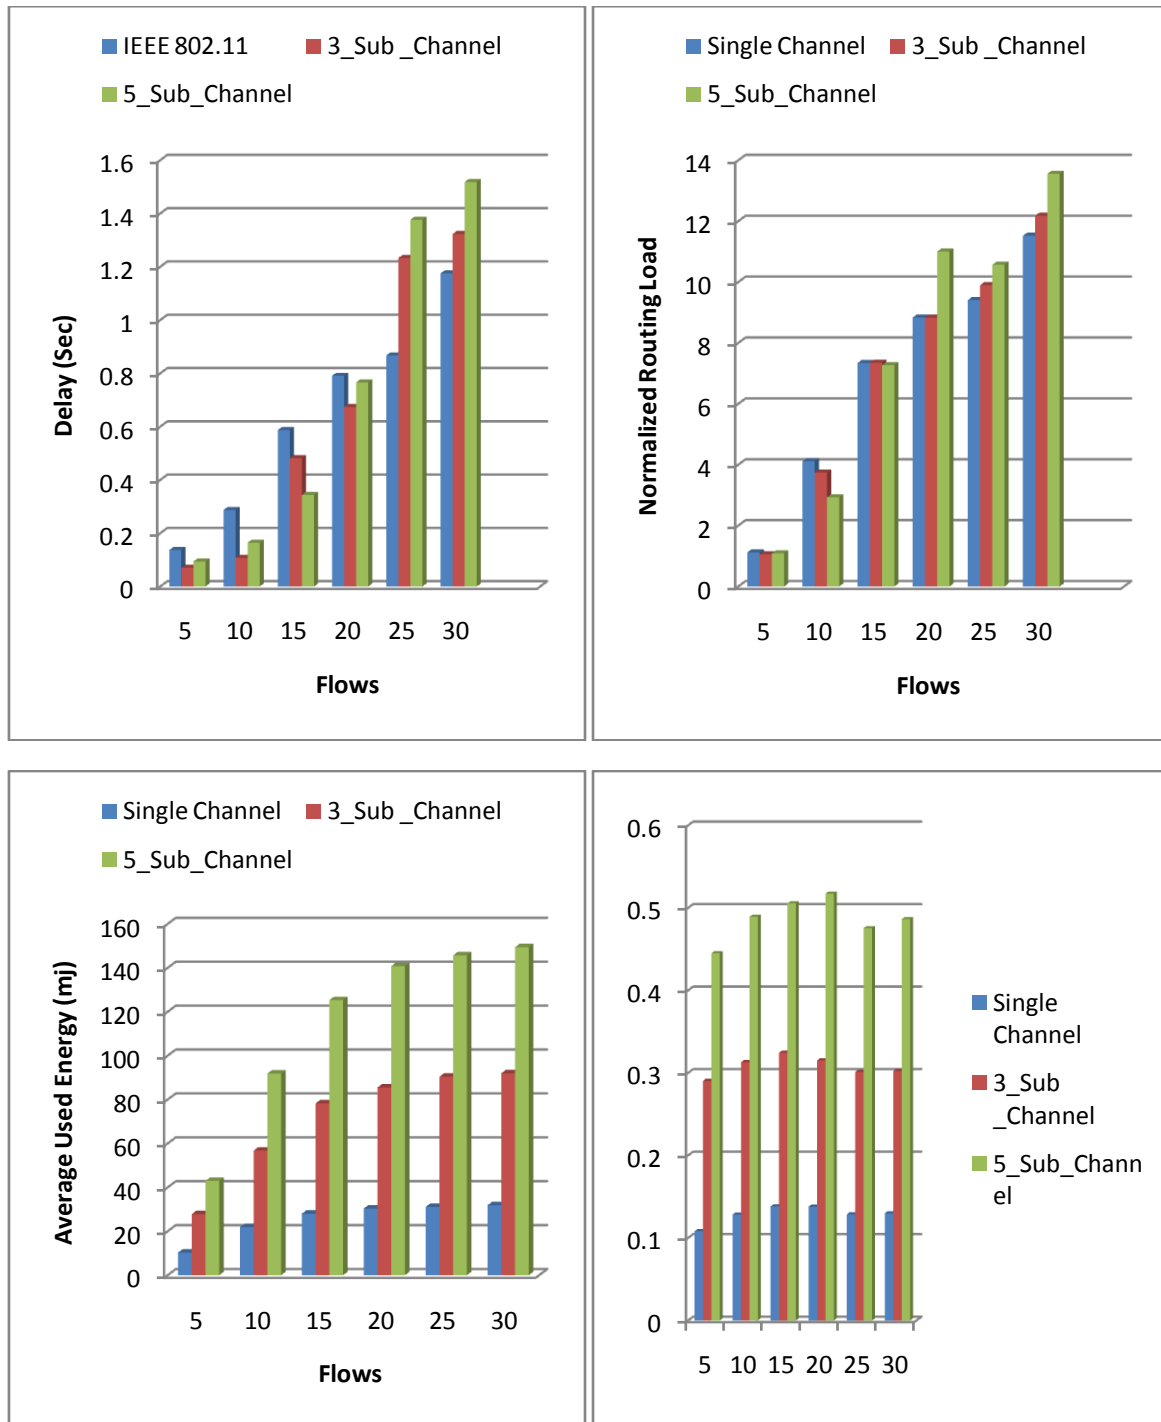 IEEE 802.11 3_Sub _Channel
5_Sub_Channel
1.6
1.4
1.2
1
0.8
0.6
0.4
0.2
0
Delay (Sec)
5 10 15 20 25 30
Flows
Single Channel 3_Sub _Channel
5_Sub_Channel
14
12
10
8
6
4
2
0
Normalized Routing Load
5 10 15 20 25 30
Flows
Single Channel 3_Sub _Channel
5_Sub_Channel
160
140
120
100
80
60
40
20
0
Average Used Energy (mj)
5 10 15 20 25 30
Flows
0.6
0.5
0.4
0.3
0.2
0.1
0
5 10 15 20 25 30
Single
Channel
3_Sub
_Channel
5_Sub_Chann
el